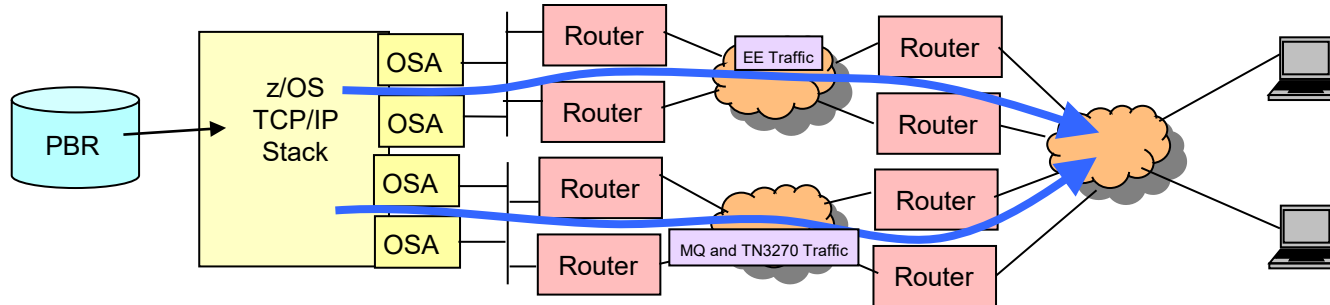 PBR
z/OS
TCP/IP
Stack
OSA
OSA
OSA
OSA
Router
Router
Router
Router
EE Traffic
MQ and TN3270 Traffic
Router
Router
Router
Router